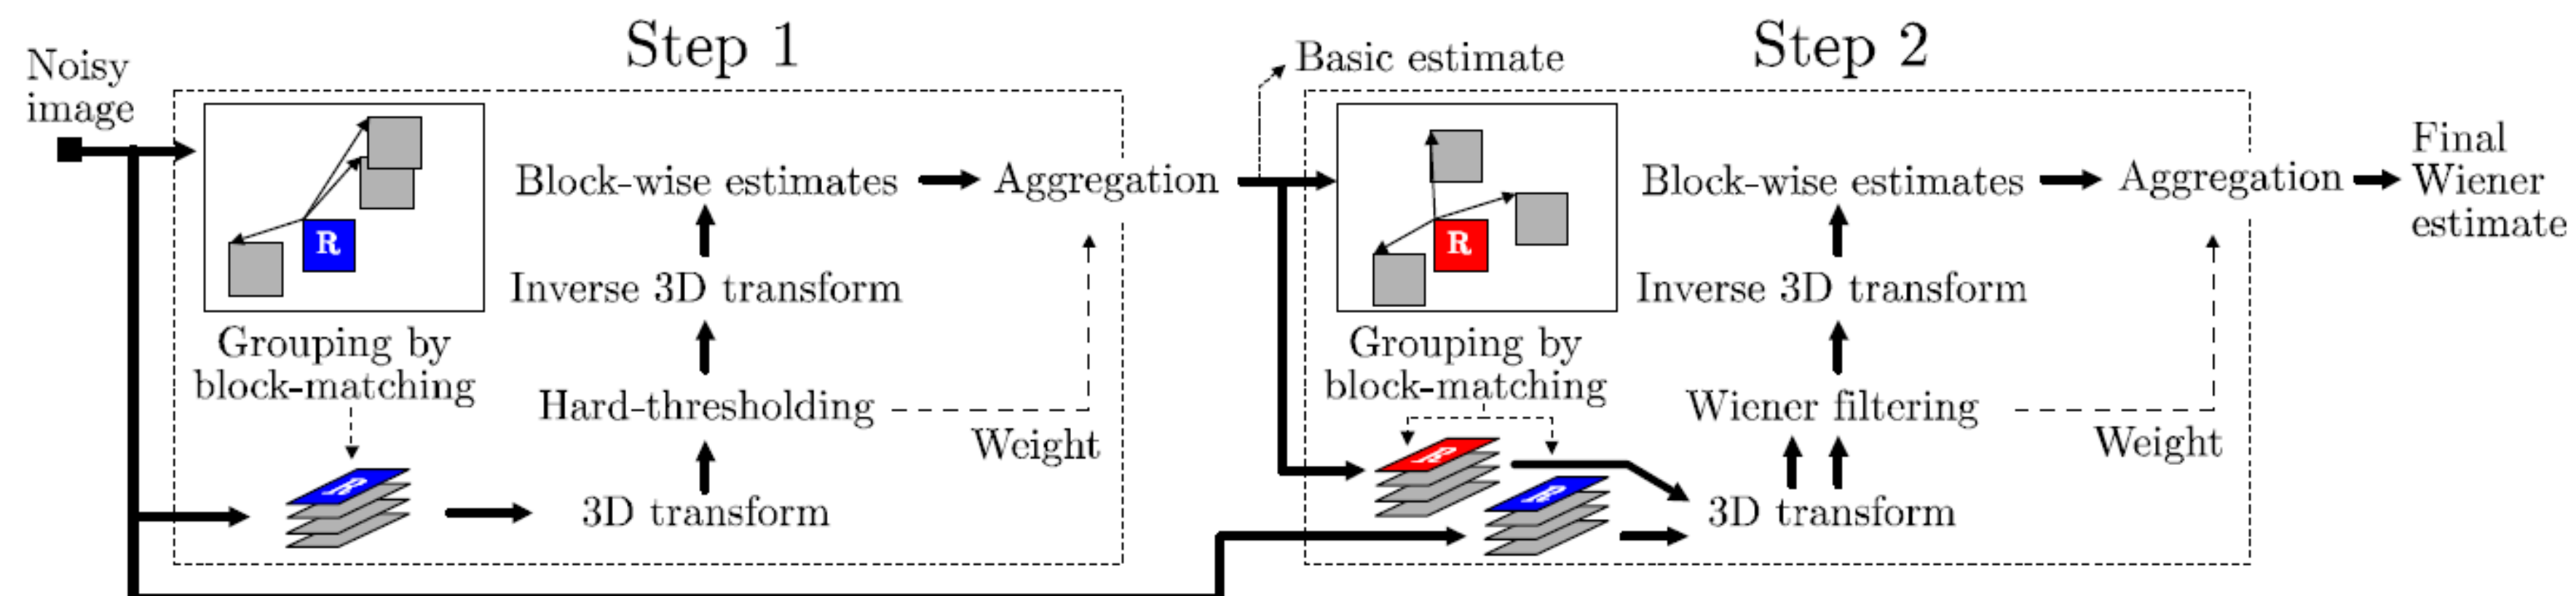 Step 1
Step 2
Noisy
image
Basic estimate
Final
Wiener
estimate
R
Block-wise estimates
Aggregation
Inverse 3D transform
Grouping by
block-matching
Hard-thresholding
Weight
R
3D transform
R
Block-wise estimates
Aggregation
Inverse 3D transform
Grouping by
block-matching
Wiener filtering
Weight
R
R
3D transform